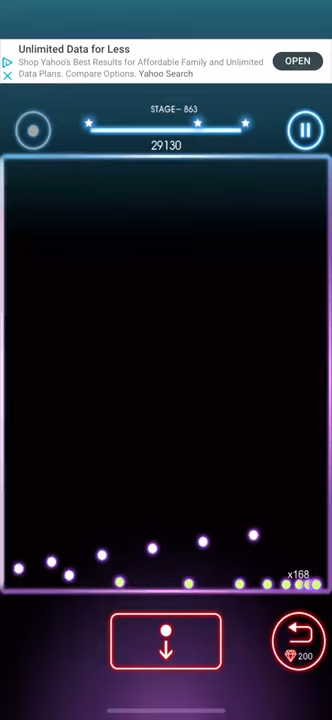 Unlimited Data for Less
Shop Yahoo's Best Results for Affordable Family and Unlimited
Data Plans. Compare Options. Yahoo Search
OPEN
STAGE- 863
29130
x168
200